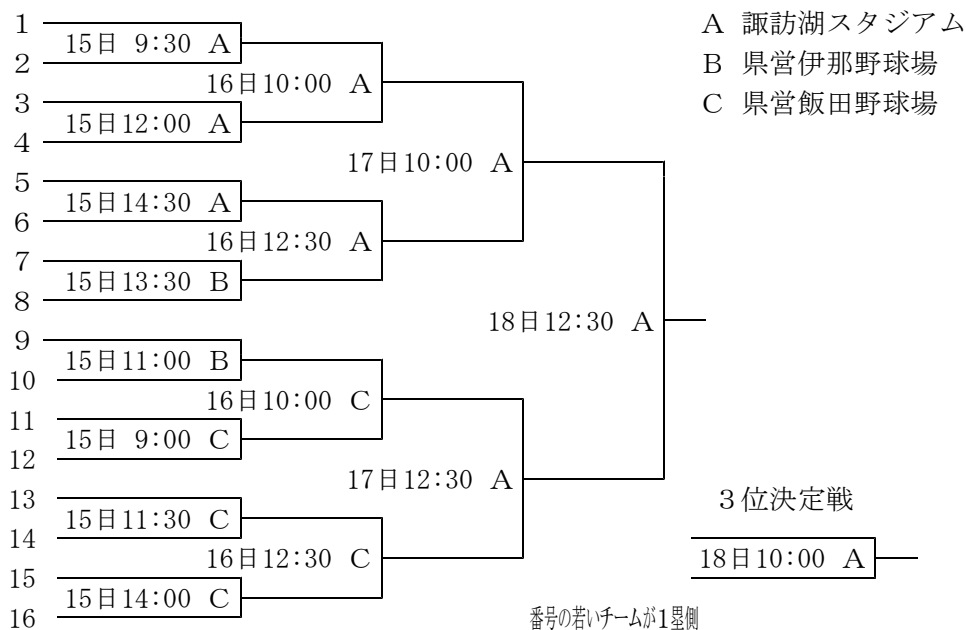 1
15日 9:30 A
2
16日10:00 A
3
15日12:00 A
4
17日10:00 A
5
15日14:30 A
6
16日12:30 A
7
15日13:30 B
8
18日12:30 A
9
15日11:00 B
10
16日10:00 C
11
15日 9:00 C
12
17日12:30 A
13
15日11:30 C
14
16日12:30 C
15
15日14:00 C
16
A 諏訪湖スタジアム
B 県営伊那野球場
C 県営飯田野球場
3位決定戦
18日10:00 A
番号の若いチームが1塁側